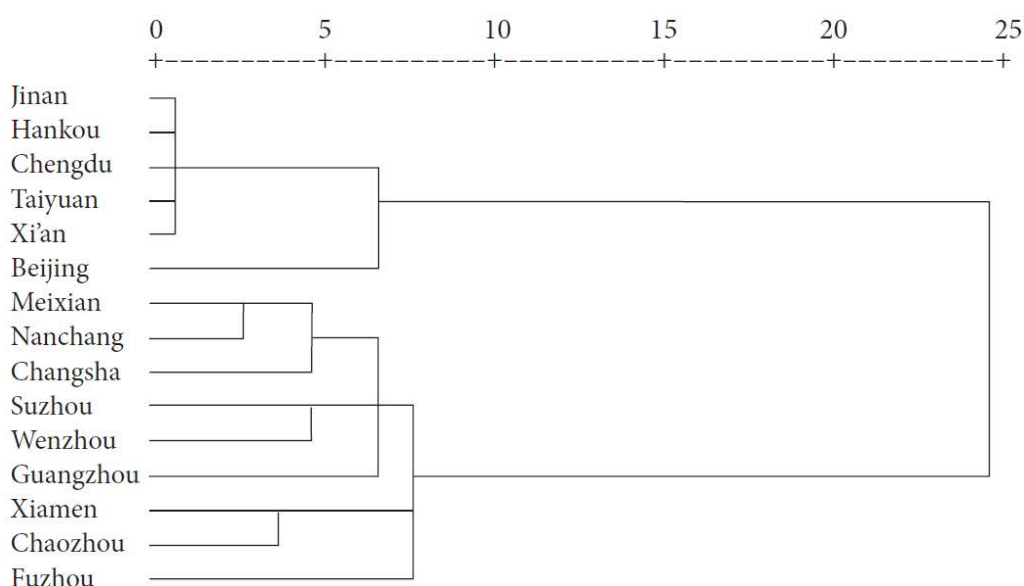 0 5 10 15 20 25
+---------+---------+---------+---------+---------+
Jinan
Hankou
Chengdu
Taiyuan
Xi’an
Beijing
Meixian
Nanchang
Changsha
Suzhou
Wenzhou
Guangzhou
Xiamen
Chaozhou
Fuzhou